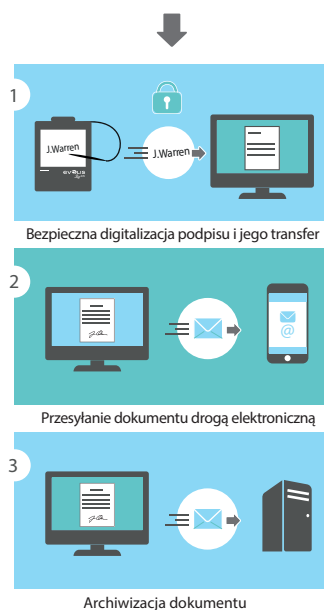 1
J.Warren
evolis
J.Warren
Bezpieczna digitalizacja podpisu i jego transfer
2
@
Przesyłanie dokumentu drogą elektroniczną
3
Archiwizacja dokumentu